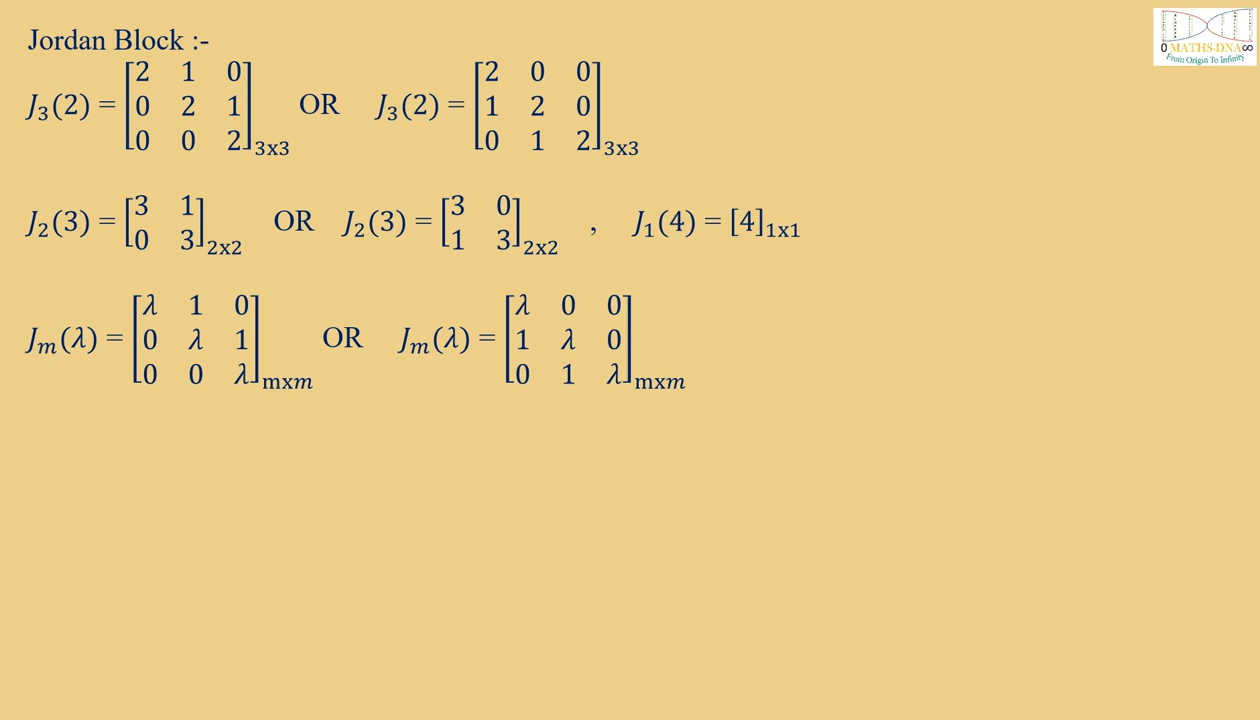 Jordan Block :-
J₃(2) = [2 1 0; 0 2 1; 0 0 2]₃ₓ₃ OR J₃(2) = [2 0 0; 1 2 0; 0 1 2]₃ₓ₃
J₂(3) = [3 1; 0 3]₂ₓ₂ OR J₂(3) = [3 0; 1 3]₂ₓ₂ , J₁(4) = [4]₁ₓ₁
Jₘ(λ) = [λ 1 0; 0 λ 1; 0 0 λ]ₘₓₘ OR Jₘ(λ) = [λ 0 0; 1 λ 0; 0 1 λ]ₘₓₘ
0 MATHS-DNA∞
From Origin To Infinity